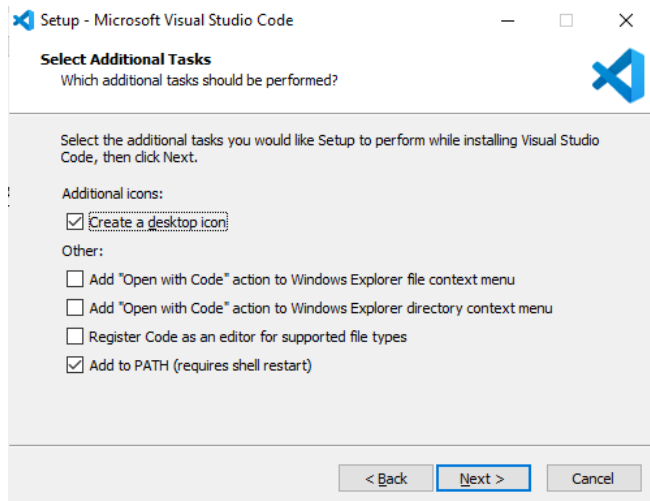 Setup - Microsoft Visual Studio Code
Select Additional Tasks
Which additional tasks should be performed?
Select the additional tasks you would like Setup to perform while installing Visual Studio
Code, then click Next.
Additional icons:
Create a desktop icon
Other:
Add "Open with Code" action to Windows Explorer file context menu
Add "Open with Code" action to Windows Explorer directory context menu
Register Code as an editor for supported file types
Add to PATH (requires shell restart)
< Back Next > Cancel